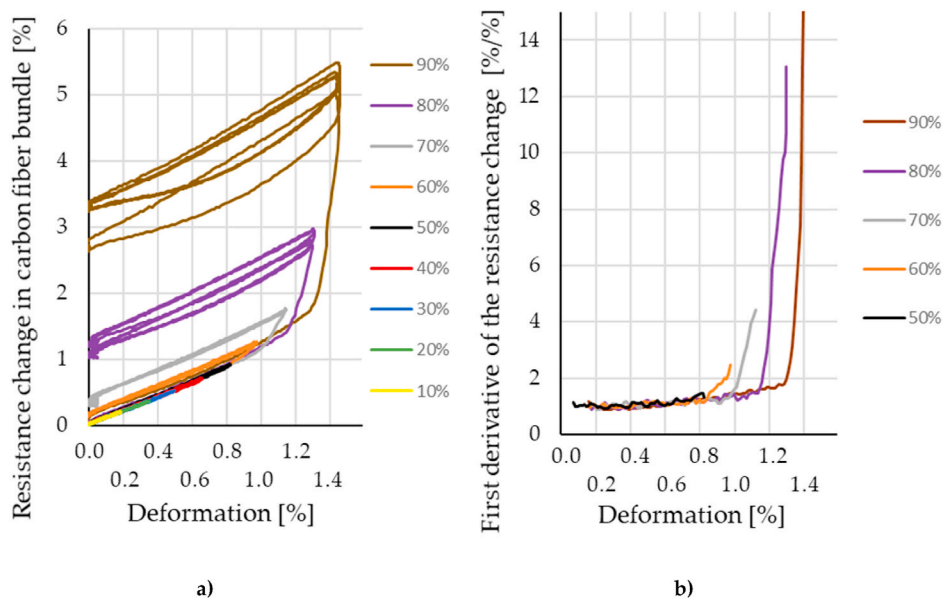 Resistance change in carbon fiber bundle [%]
6
5
4
3
2
1
0
0.0 0.4 0.8 1.2
0.2 0.6 1.0 1.4
Deformation [%]
90%
80%
70%
60%
50%
40%
30%
20%
10%
a)
First derivative of the resistance change [%/%]
14
12
10
8
6
4
2
0
0.0 0.4 0.8 1.2
0.2 0.6 1.0 1.4
Deformation [%]
90%
80%
70%
60%
50%
b)